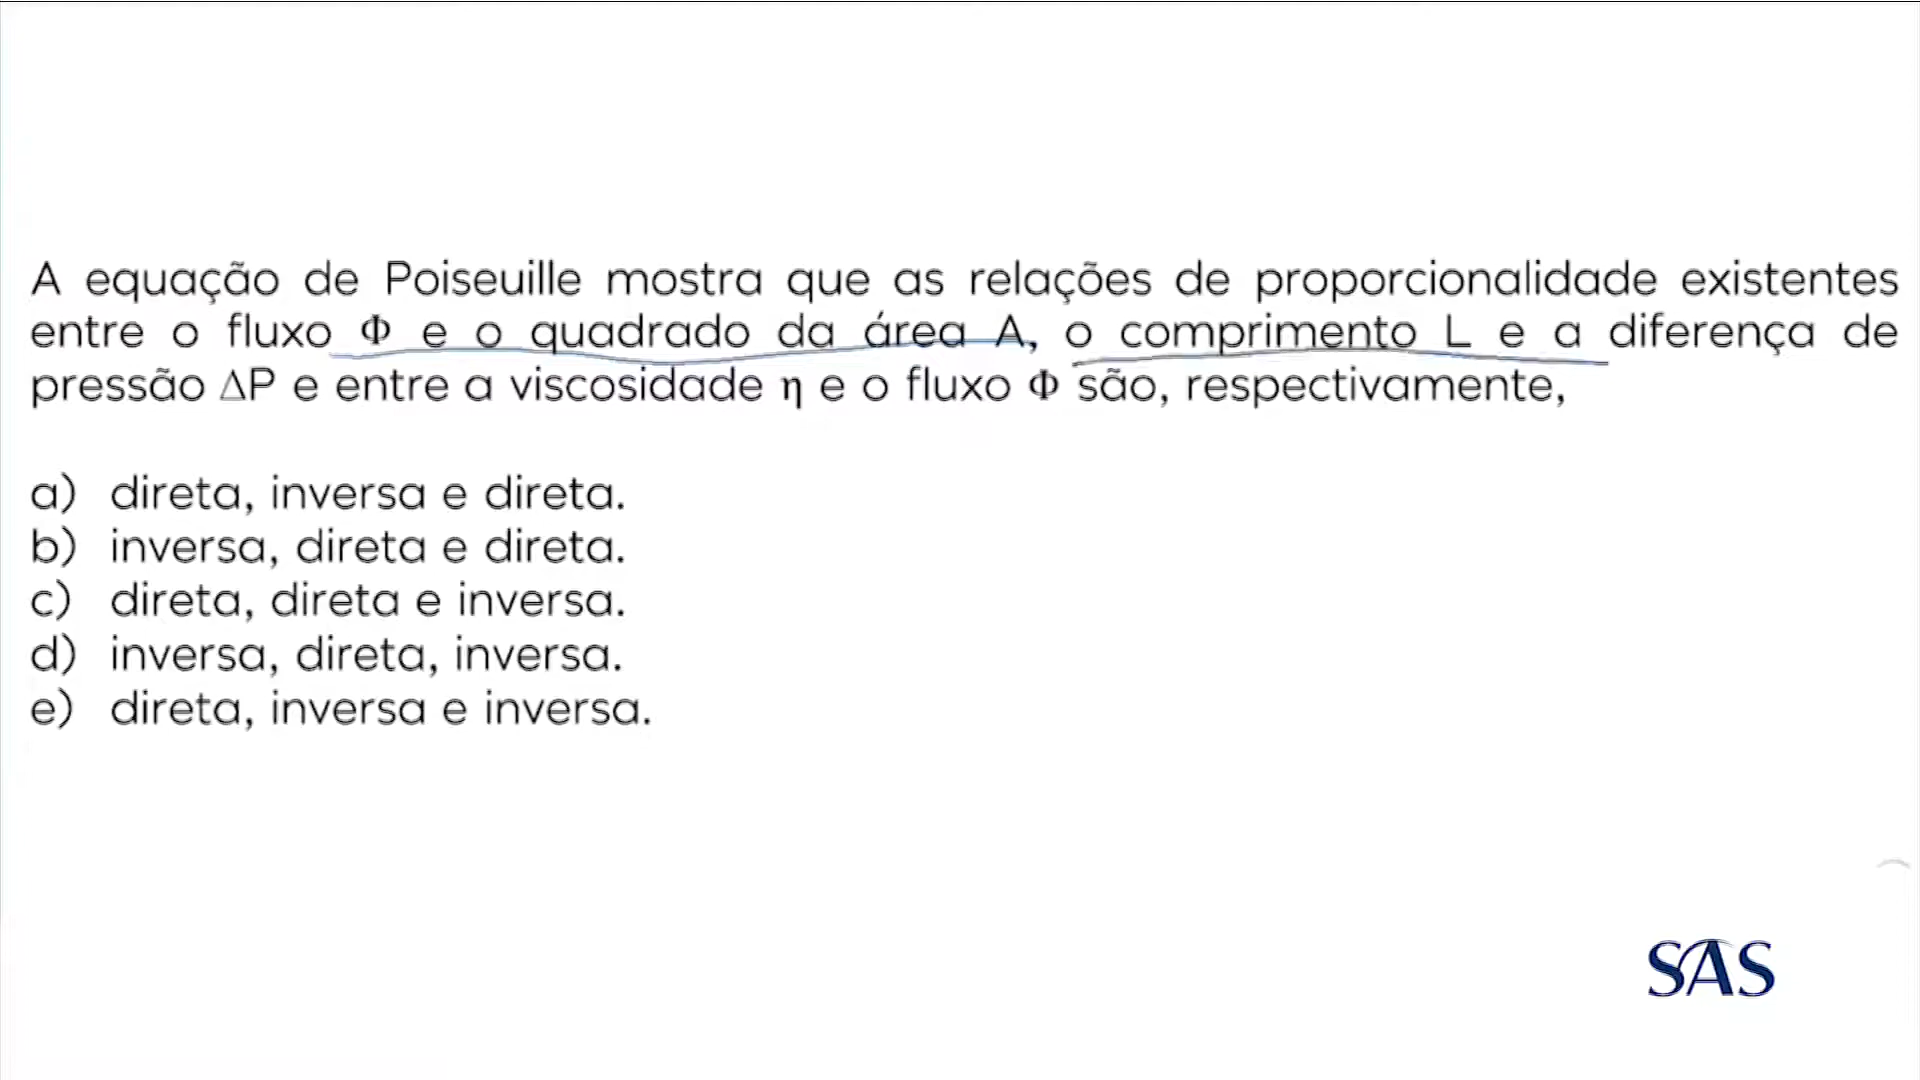 A equação de Poiseuille mostra que as relações de proporcionalidade existentes
entre o fluxo Φ e o quadrado da área A, o comprimento L e a diferença de
pressão ΔP e entre a viscosidade η e o fluxo Φ são, respectivamente,
a) direta, inversa e direta.
b) inversa, direta e direta.
c) direta, direta e inversa.
d) inversa, direta, inversa.
e) direta, inversa e inversa.
SAS